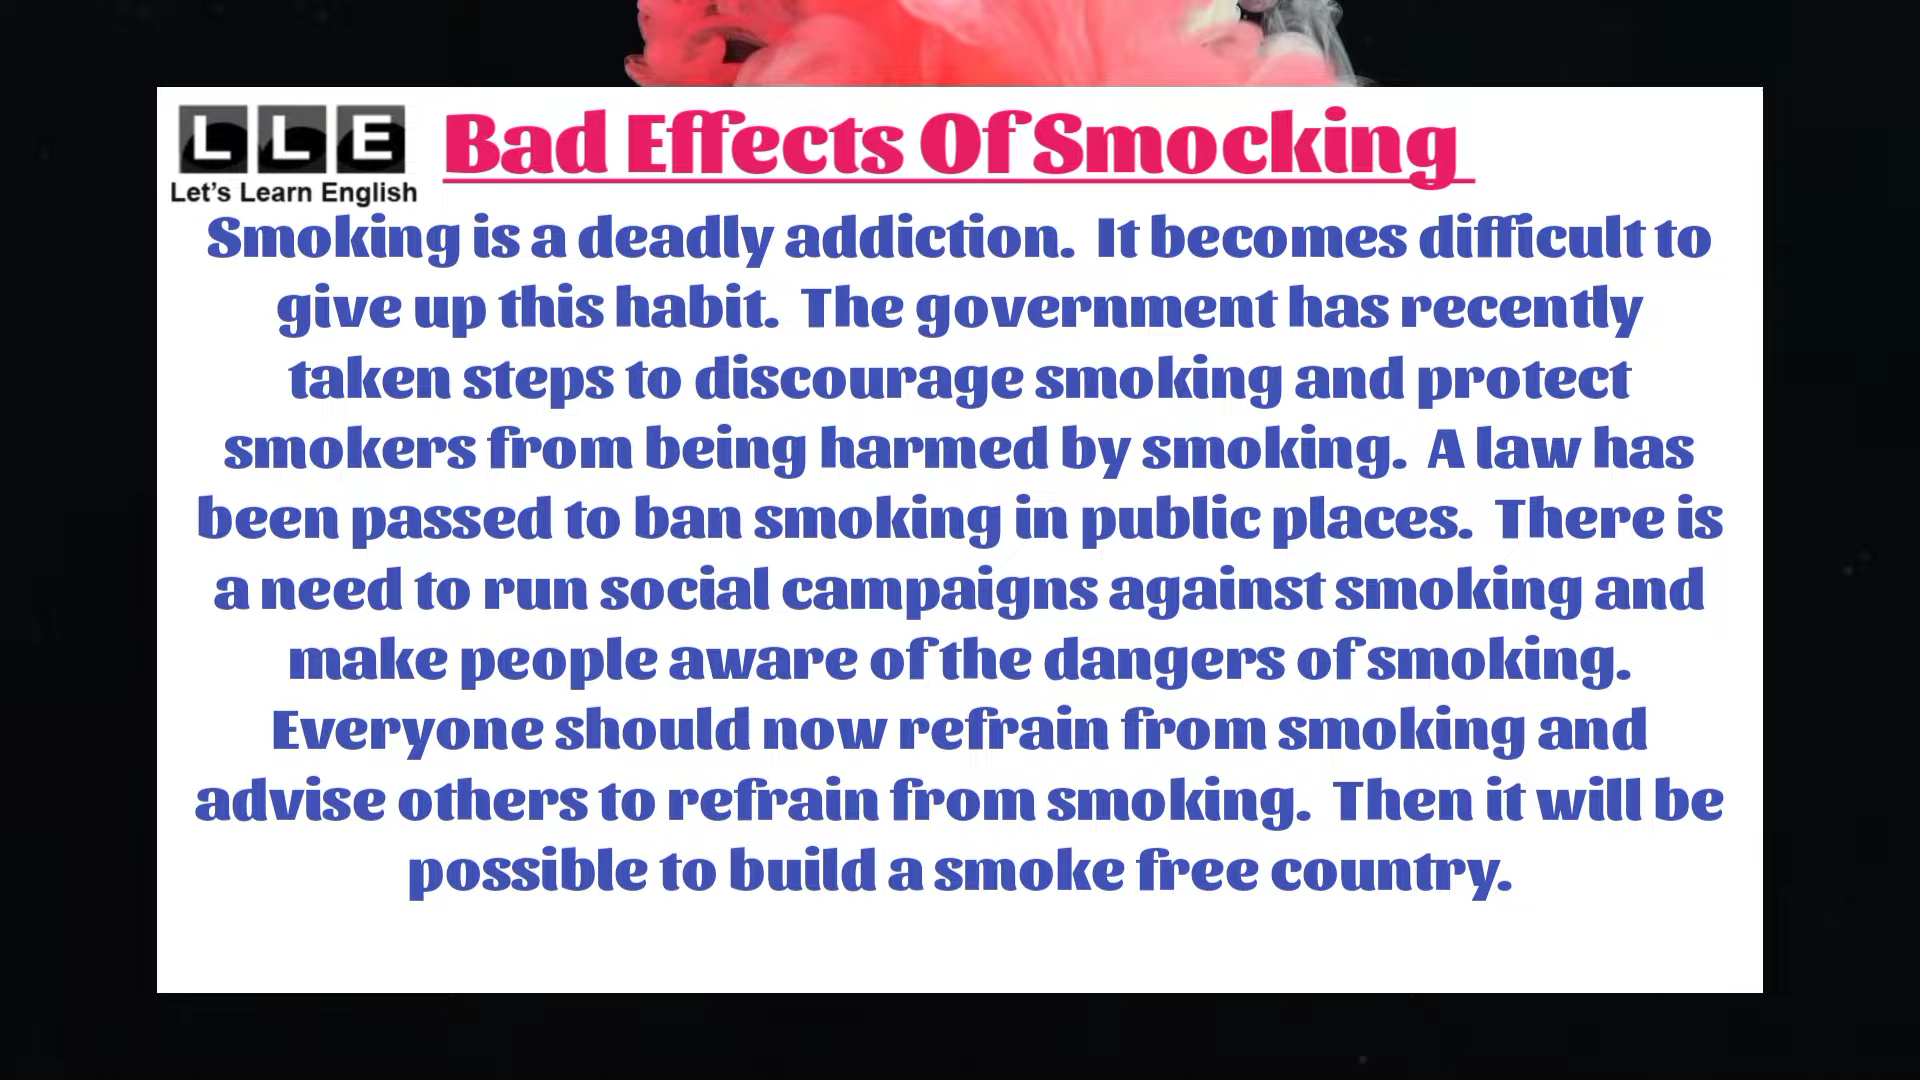 LLE
Let's Learn English
Bad Effects Of Smocking
Smoking is a deadly addiction. It becomes difficult to
give up this habit. The government has recently
taken steps to discourage smoking and protect
smokers from being harmed by smoking. A law has
been passed to ban smoking in public places. There is
a need to run social campaigns against smoking and
make people aware of the dangers of smoking.
Everyone should now refrain from smoking and
advise others to refrain from smoking. Then it will be
possible to build a smoke free country.